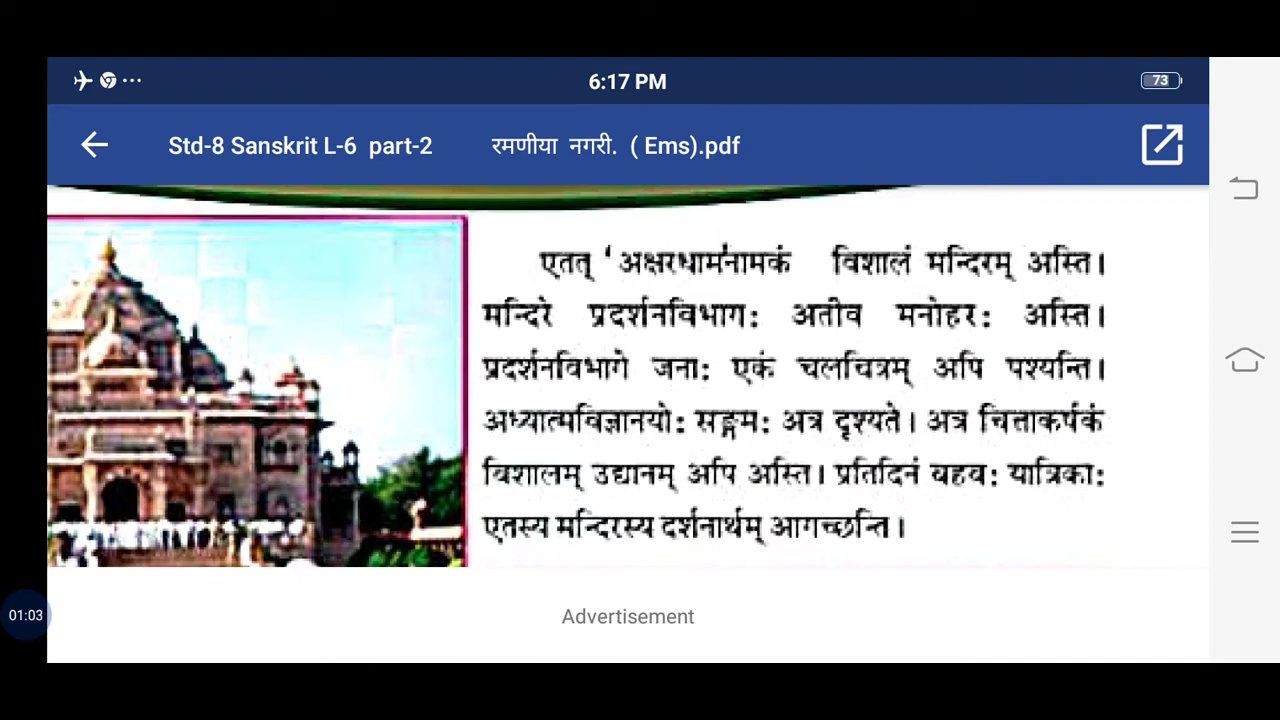 6:17 PM
73
Std-8 Sanskrit L-6 part-2 रमणीया नगरी. ( Ems).pdf
एतत् 'अक्षरधाम'नामकं विशालं मन्दिरम् अस्ति।
मन्दिरे प्रदर्शनविभागः अतीव मनोहरः अस्ति।
प्रदर्शनविभागे जनाः एकं चलचित्रम् अपि पश्यन्ति।
अध्यात्मविज्ञानयोः सङ्गमः अत्र दृश्यते। अत्र चित्ताकर्षकं
विशालम् उद्यानम् अपि अस्ति। प्रतिदिनं बहवः यात्रिकाः
एतस्य मन्दिरस्य दर्शनार्थम् आगच्छन्ति।
01:03
Advertisement